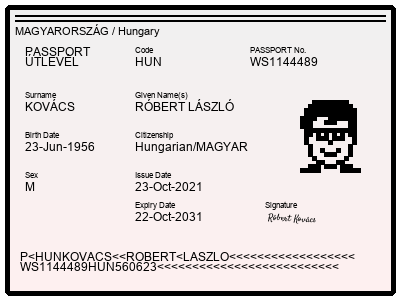 MAGYARORSZÁG / Hungary
PASSPORT
ÚTLEVÉL
Code
HUN
PASSPORT No.
WS1144489
Surname
KOVÁCS
Given Name(s)
RÓBERT LÁSZLÓ
Birth Date
23-Jun-1956
Citizenship
Hungarian/MAGYAR
Sex
M
Issue Date
23-Oct-2021
Expiry Date
22-Oct-2031
Signature
Róbert Kovács
P<HUNKOVACS<<ROBERT<LASZLO<<<<<<<<<<<<<<<<<<
WS1144489HUN560623<<<<<<<<<<<<<<<<<<<<<<<<<<